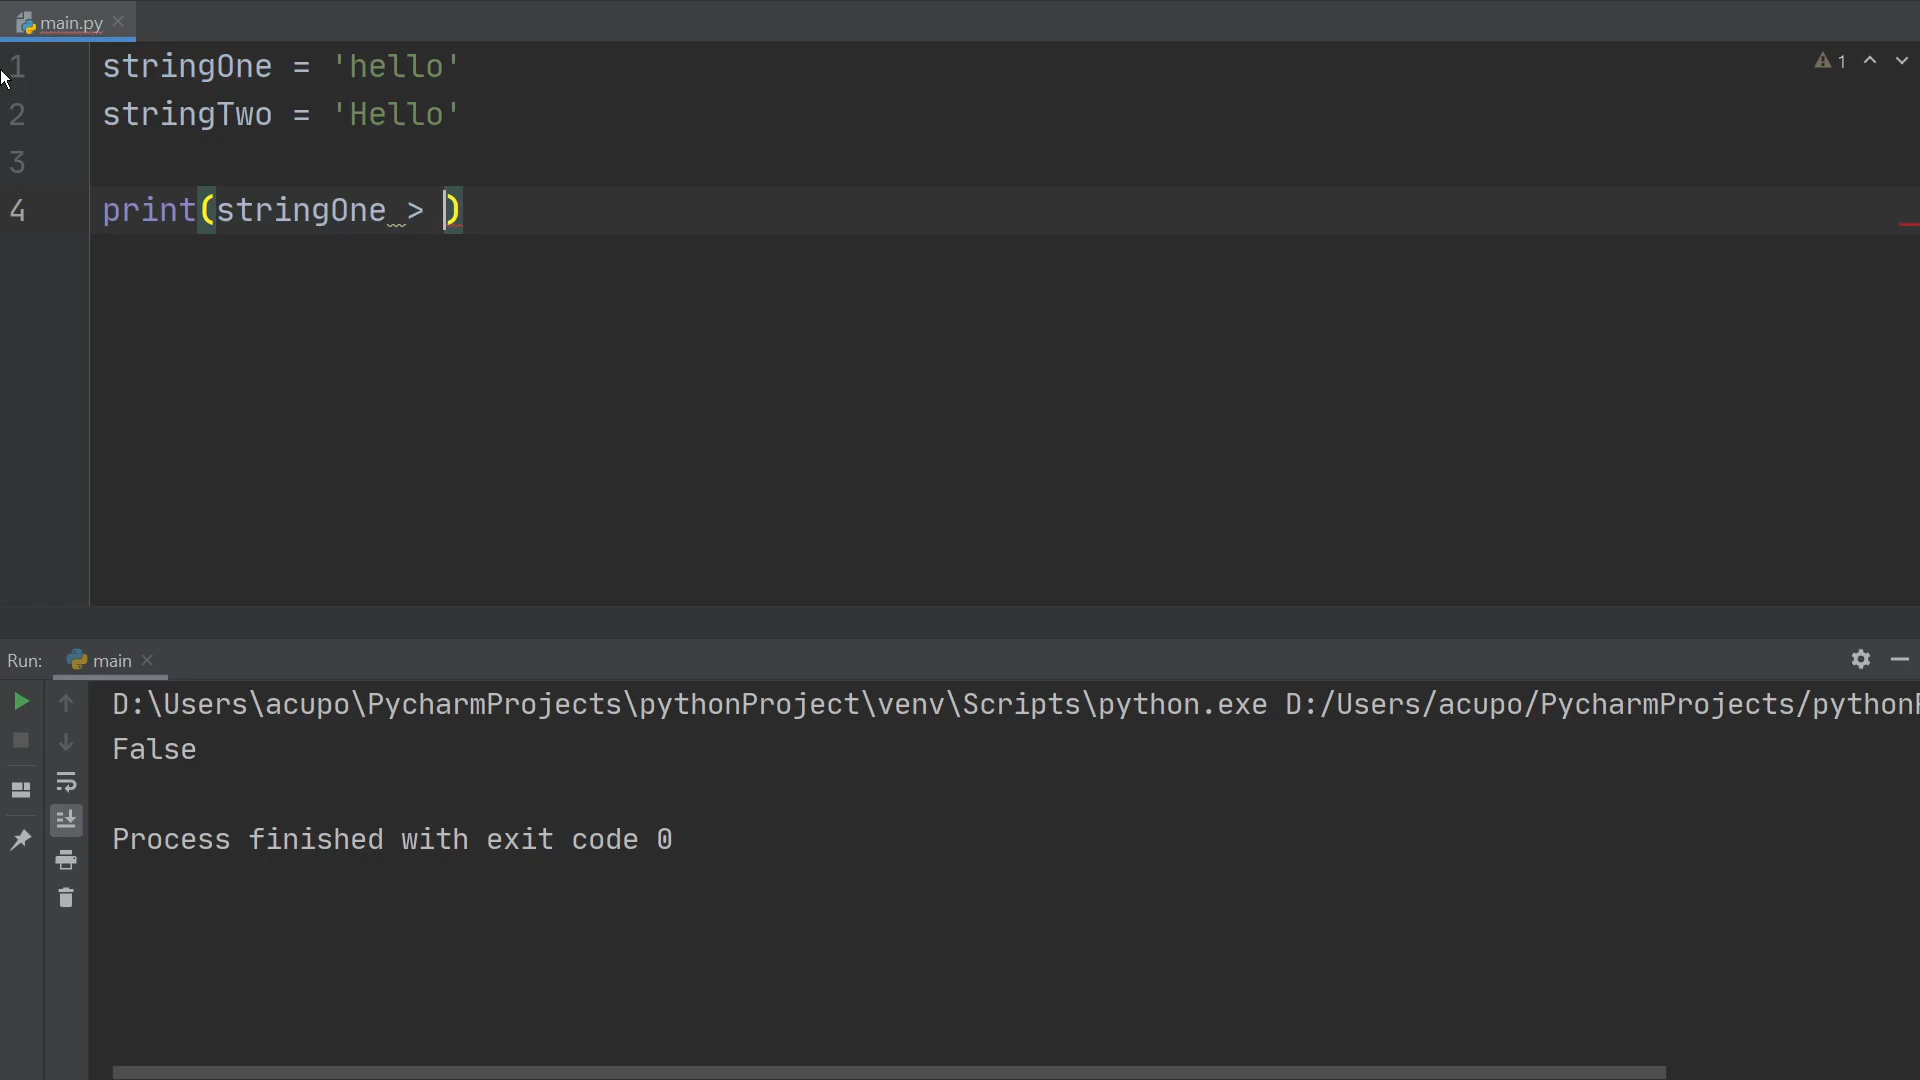 main.py
1 stringOne = 'hello'
2 stringTwo = 'Hello'
3
4 print(stringOne > )
1
Run: main
D:\Users\acupo\PycharmProjects\pythonProject\venv\Scripts\python.exe D:/Users/acupo/PycharmProjects/pythonP
False
Process finished with exit code 0